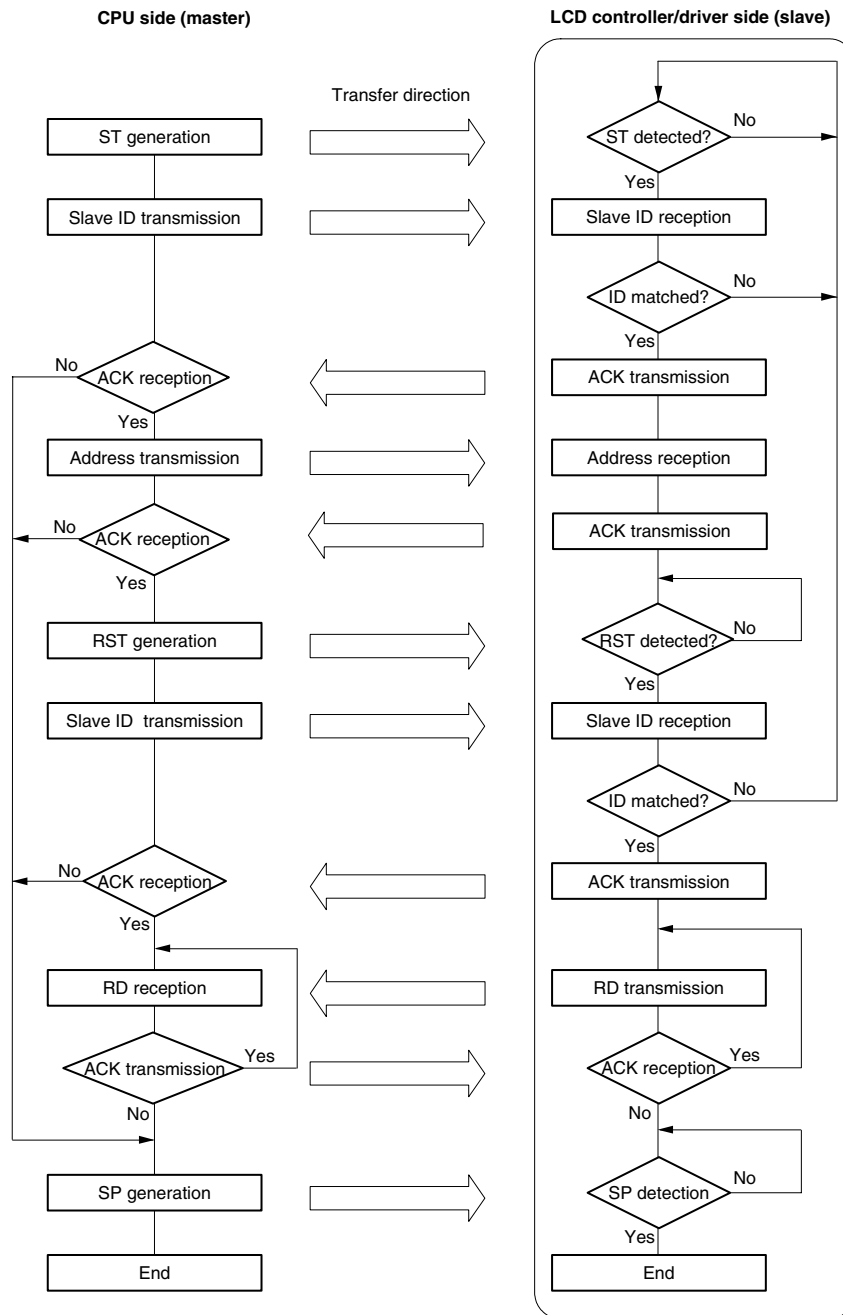 CPU side (master)
LCD controller/driver side (slave)
Transfer direction
ST generation
ST detected?
No
Yes
Slave ID transmission
Slave ID reception
ID matched?
No
Yes
No
ACK reception
ACK transmission
Yes
Address transmission
Address reception
No
ACK reception
ACK transmission
Yes
RST generation
RST detected?
No
Yes
Slave ID transmission
Slave ID reception
ID matched?
No
Yes
No
ACK reception
ACK transmission
Yes
RD reception
RD transmission
ACK transmission
Yes
ACK reception
Yes
No
No
SP generation
SP detection
No
Yes
End
End